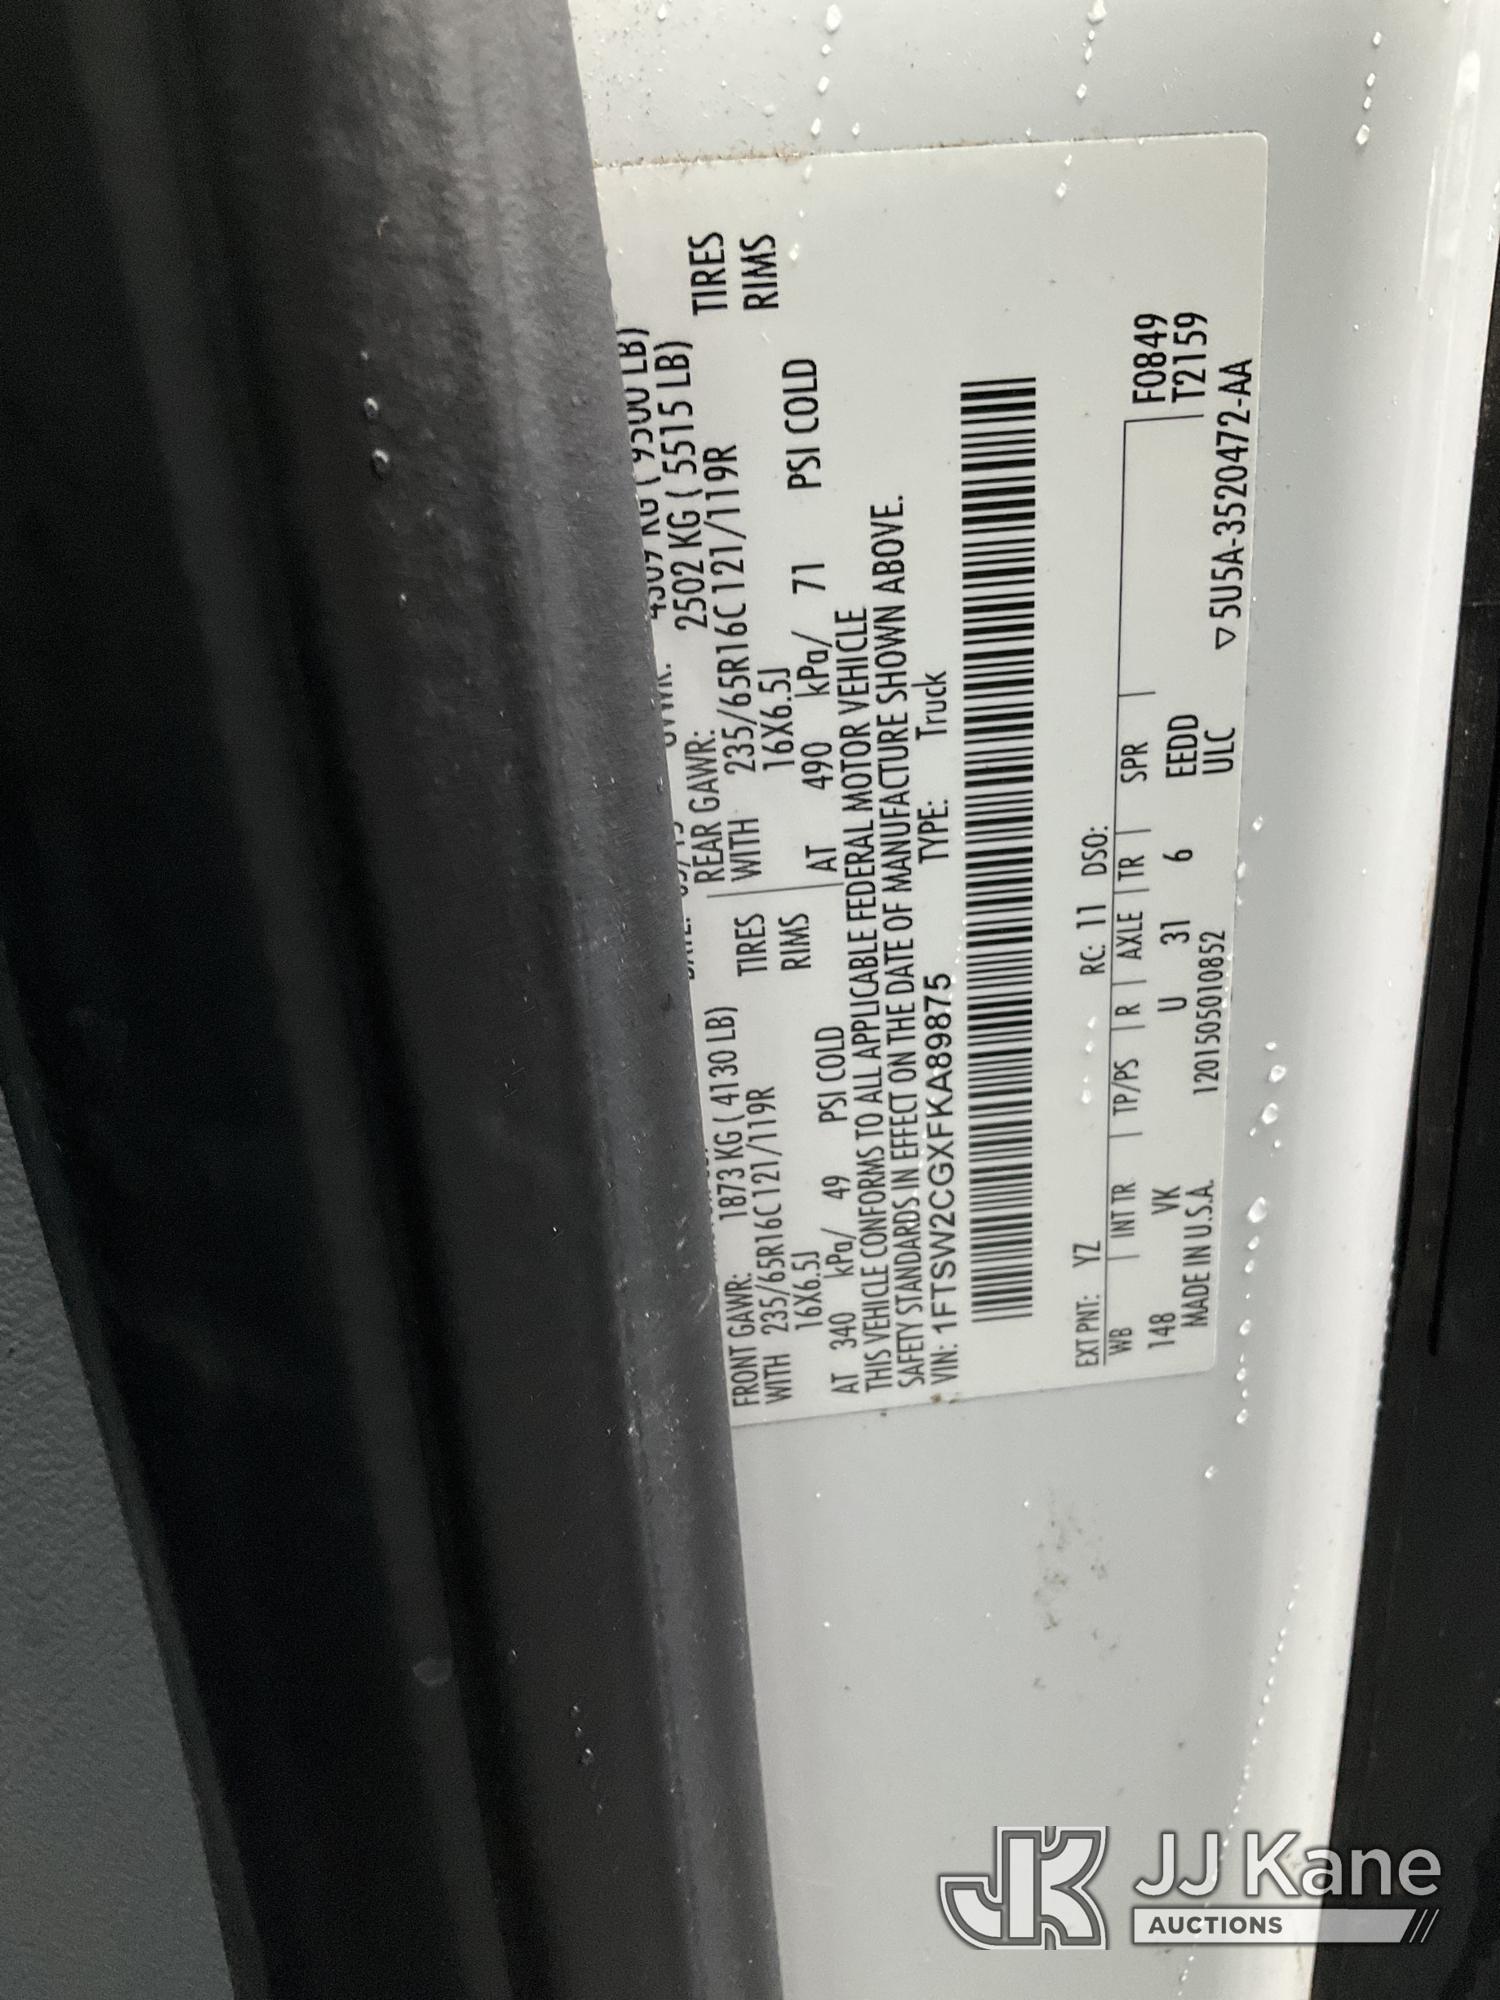 2502 KG ( 5515 LB)
FRONT GAWR: 1873 KG ( 4130 LB) REAR GAWR:
WITH 235/65R16C 121/119R TIRES WITH 235/65R16C 121/119R TIRES
16X6.5J RIMS 16X6.5J RIMS
AT 340 kPa/ 49 PSI COLD AT 490 kPa/ 71 PSI COLD
THIS VEHICLE CONFORMS TO ALL APPLICABLE FEDERAL MOTOR VEHICLE
SAFETY STANDARDS IN EFFECT ON THE DATE OF MANUFACTURE SHOWN ABOVE.
VIN: 1FTSW2CGXFKA89875 TYPE: Truck
EXT PNT: YZ RC: 11 DSO:
WB INT TR TP/PS R AXLE TR SPR F0849
148 VK U 31 6 EEDD T2159
MADE IN U.S.A. 1201505010852 ULC
▽ 5U5A-3520472-AA
JJ Kane
AUCTIONS